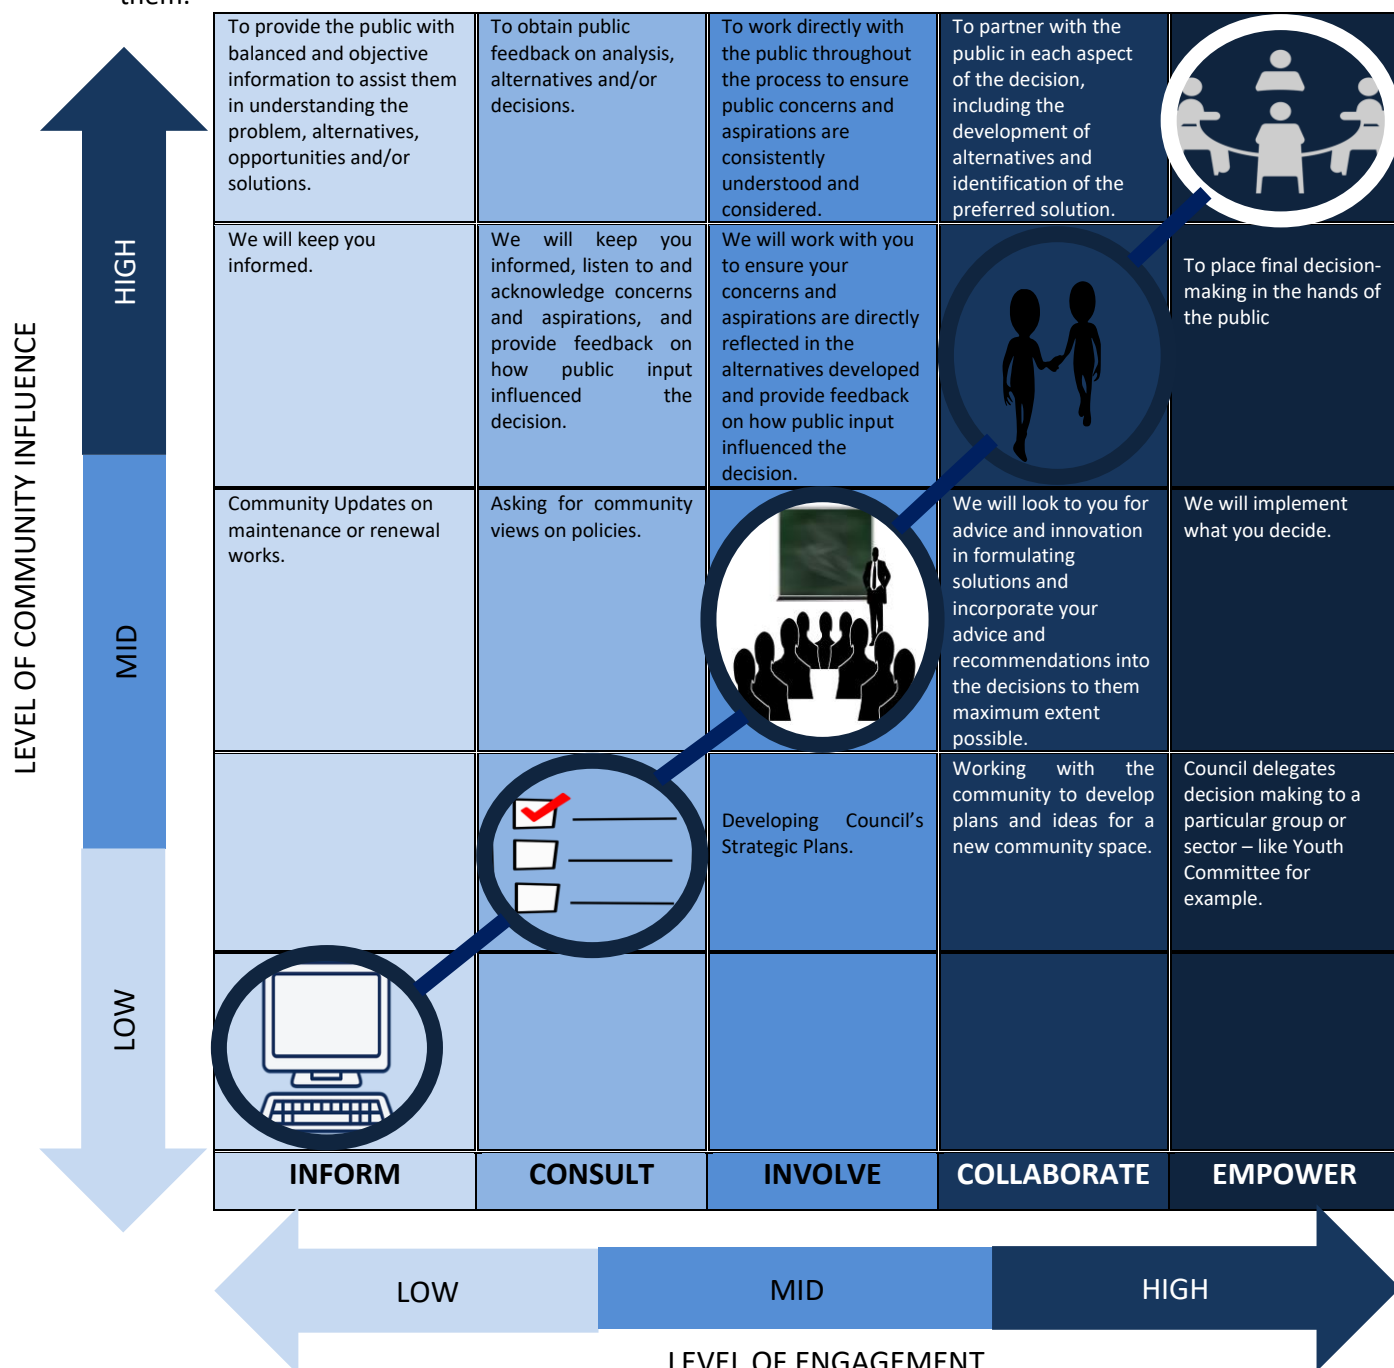 them.
To provide the public with
balanced and objective
information to assist them
in understanding the
problem, alternatives,
opportunities and/or
solutions.
To obtain public
feedback on analysis,
alternatives and/or
decisions.
To work directly with
the public throughout
the process to ensure
public concerns and
aspirations are
consistently
understood and
considered.
To partner with the
public in each aspect
of the decision,
including the
development of
alternatives and
identification of the
preferred solution.
We will keep you
informed.
We will keep you
informed, listen to and
acknowledge concerns
and aspirations, and
provide feedback on
how public input
influenced the
decision.
We will work with you
to ensure your
concerns and
aspirations are directly
reflected in the
alternatives developed
and provide feedback
on how public input
influenced the
decision.
To place final decision-
making in the hands of
the public
Community Updates on
maintenance or renewal
works.
Asking for community
views on policies.
We will look to you for
advice and innovation
in formulating
solutions and
incorporate your
advice and
recommendations into
the decisions to them
maximum extent
possible.
We will implement
what you decide.
Developing Council's
Strategic Plans.
Working with the
community to develop
plans and ideas for a
new community space.
Council delegates
decision making to a
particular group or
sector – like Youth
Committee for
example.
INFORM
CONSULT
INVOLVE
COLLABORATE
EMPOWER
LEVEL OF COMMUNITY INFLUENCE
HIGH
MID
LOW
LOW
MID
HIGH
LEVEL OF ENGAGEMENT